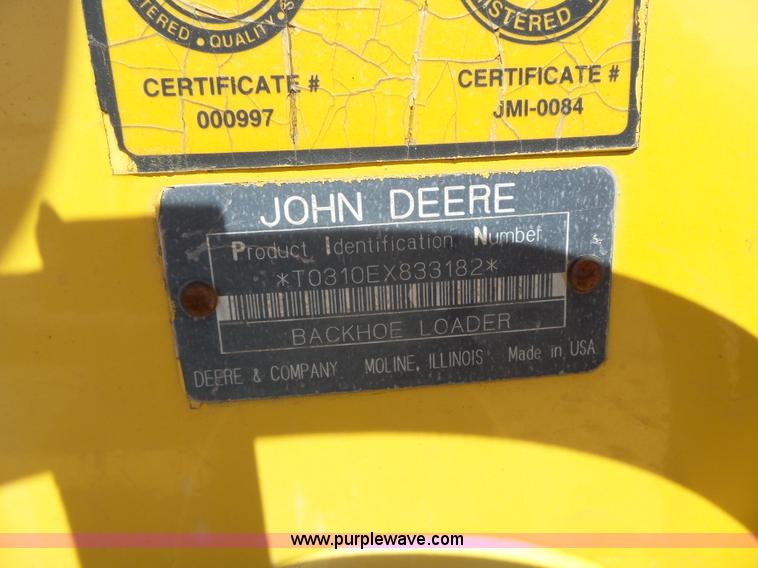 STERED • QUALITY • S
ISTERED
CERTIFICATE #
000997
CERTIFICATE #
JMI-0084
JOHN DEERE
Product Identification Number
*T0310EX833182*
BACKHOE LOADER
DEERE & COMPANY MOLINE, ILLINOIS Made in USA
www.purplewave.com